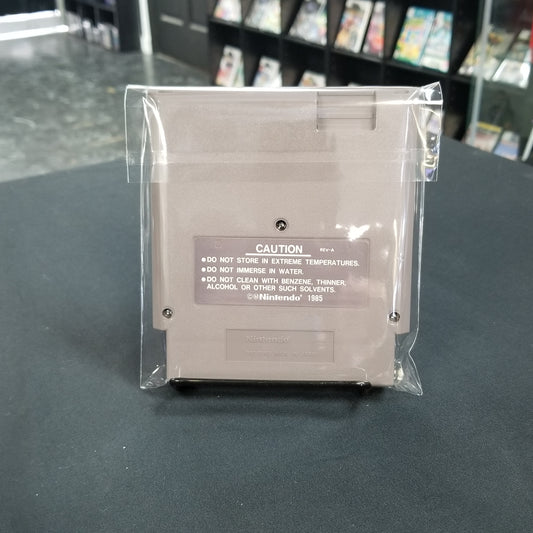 CAUTION REV-A
●DO NOT STORE IN EXTREME TEMPERATURES.
●DO NOT IMMERSE IN WATER.
●DO NOT CLEAN WITH BENZENE, THINNER,
ALCOHOL OR OTHER SUCH SOLVENTS.
©Ⓜ Nintendo® 1985
Nintendo®